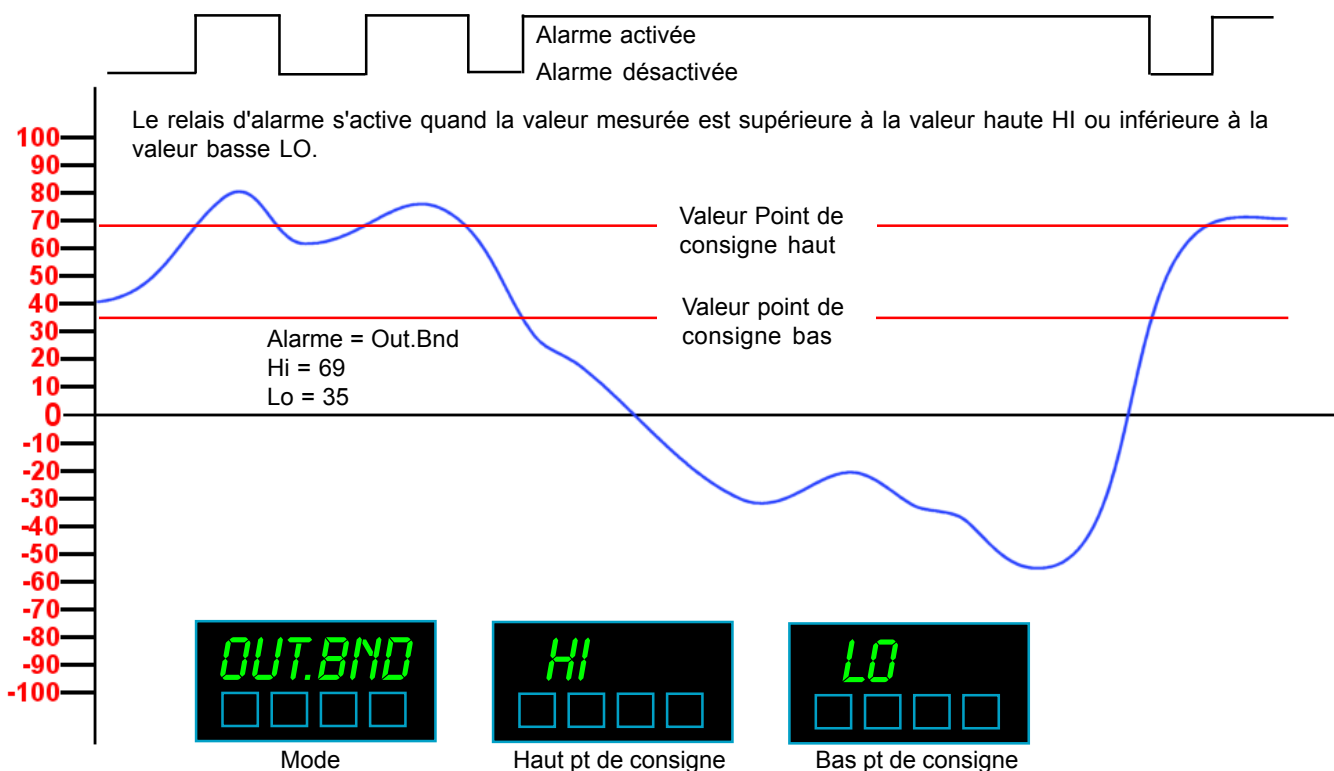 Alarme activée
Alarme désactivée
Le relais d'alarme s'active quand la valeur mesurée est supérieure à la valeur haute HI ou inférieure à la
valeur basse LO.
100
90
80
70
60
50
40
30
20
10
0
-10
-20
-30
-40
-50
-60
-70
-80
-90
-100
Valeur Point de
consigne haut
Valeur point de
consigne bas
Alarme = Out.Bnd
Hi = 69
Lo = 35
OUT.BND
HI
LO
Mode
Haut pt de consigne
Bas pt de consigne